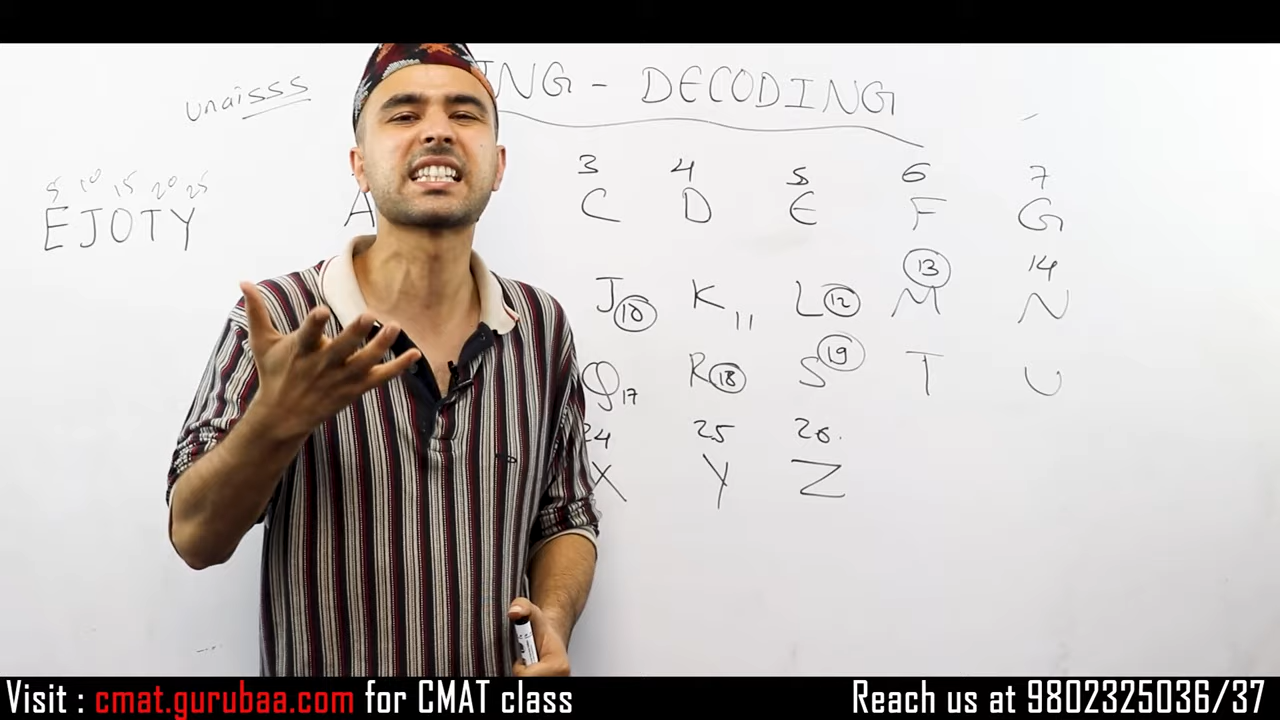 unaisss
ING - DECODING
5 10 15 20 25
EJOTY
3 4 5 6 7
A C D E F G
13 14
J 10 K 11 L 12 M N
Q 17 R 18 S 19 T U
24 25 26.
X Y Z
Visit : cmat.gurubaa.com for CMAT class
Reach us at 9802325036/37